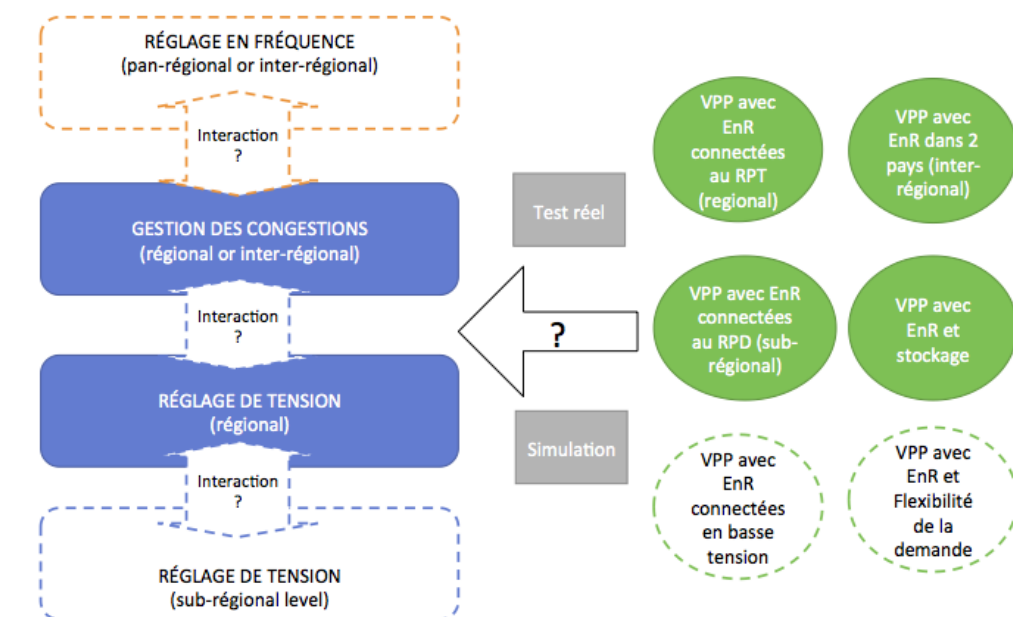 RÉGLAGE EN FRÉQUENCE
(pan-régional or inter-régional)
Interaction
?
GESTION DES CONGESTIONS
(régional or inter-régional)
Interaction
?
RÉGLAGE DE TENSION
(régional)
Interaction
?
RÉGLAGE DE TENSION
(sub-régional level)
Test réel
?
Simulation
VPP avec
EnR
connectées
au RPT
(regional)
VPP avec
EnR dans 2
pays (inter-
régional)
VPP avec EnR
connectées
au RPD (sub-
régional)
VPP avec
EnR et
stockage
VPP avec
EnR
connectées
en basse
tension
VPP avec
EnR et
Flexibilité
de la
demande